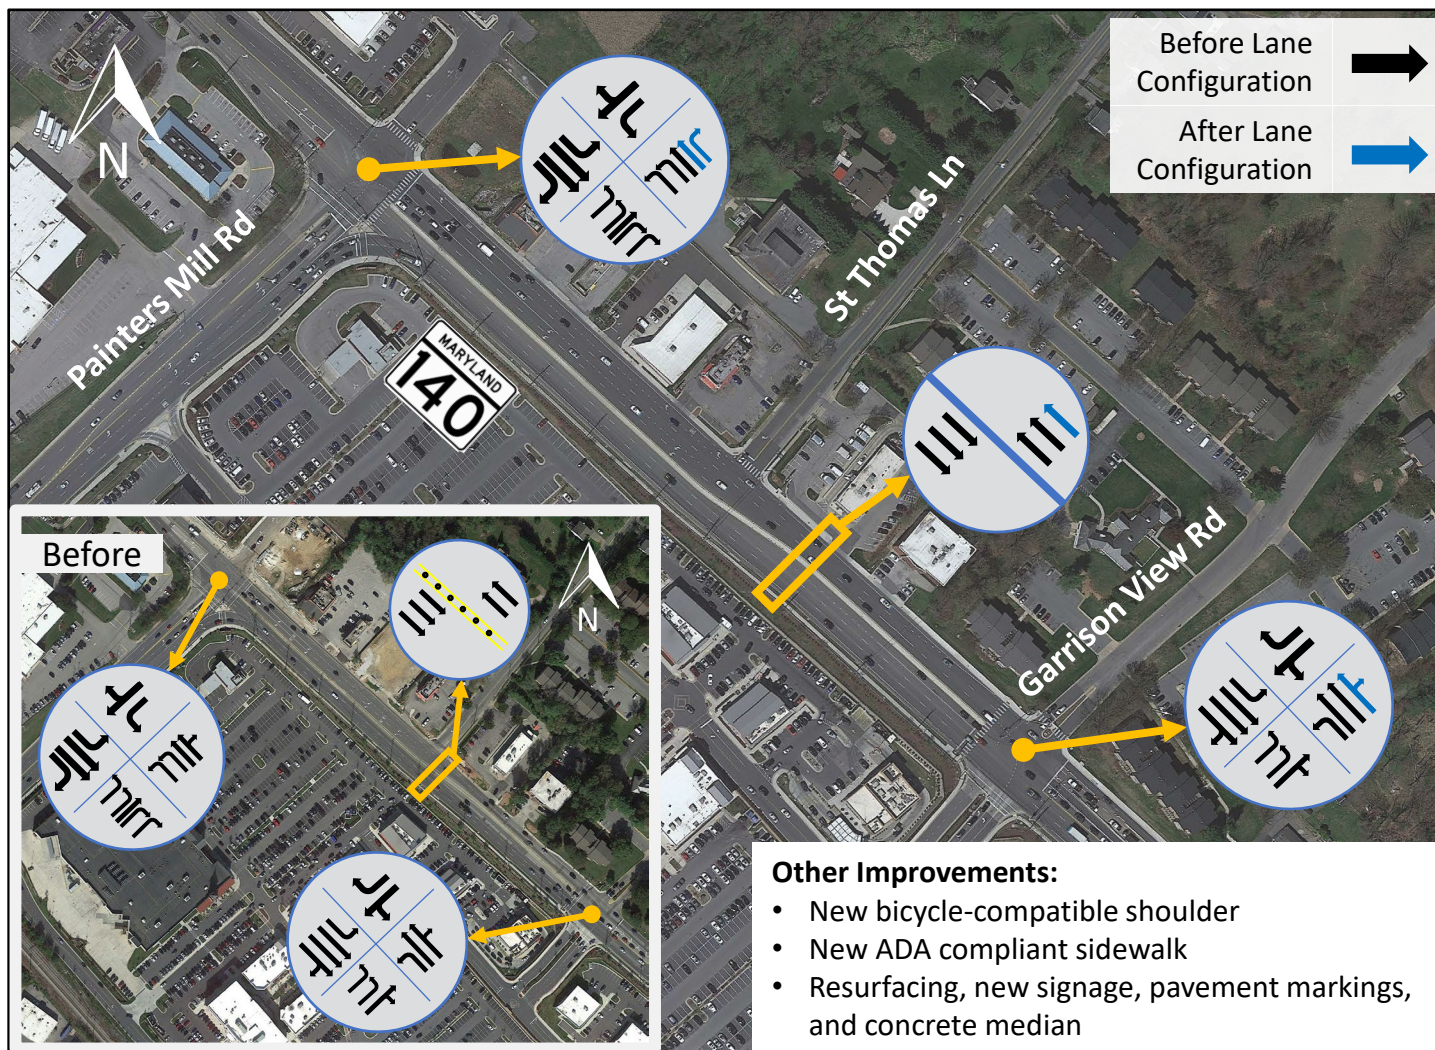 Before Lane
Configuration
After Lane
Configuration
N
Painters Mill Rd
St Thomas Ln
MARYLAND
140
Garrison View Rd
Before
N
Other Improvements:
• New bicycle-compatible shoulder
• New ADA compliant sidewalk
• Resurfacing, new signage, pavement markings,
and concrete median